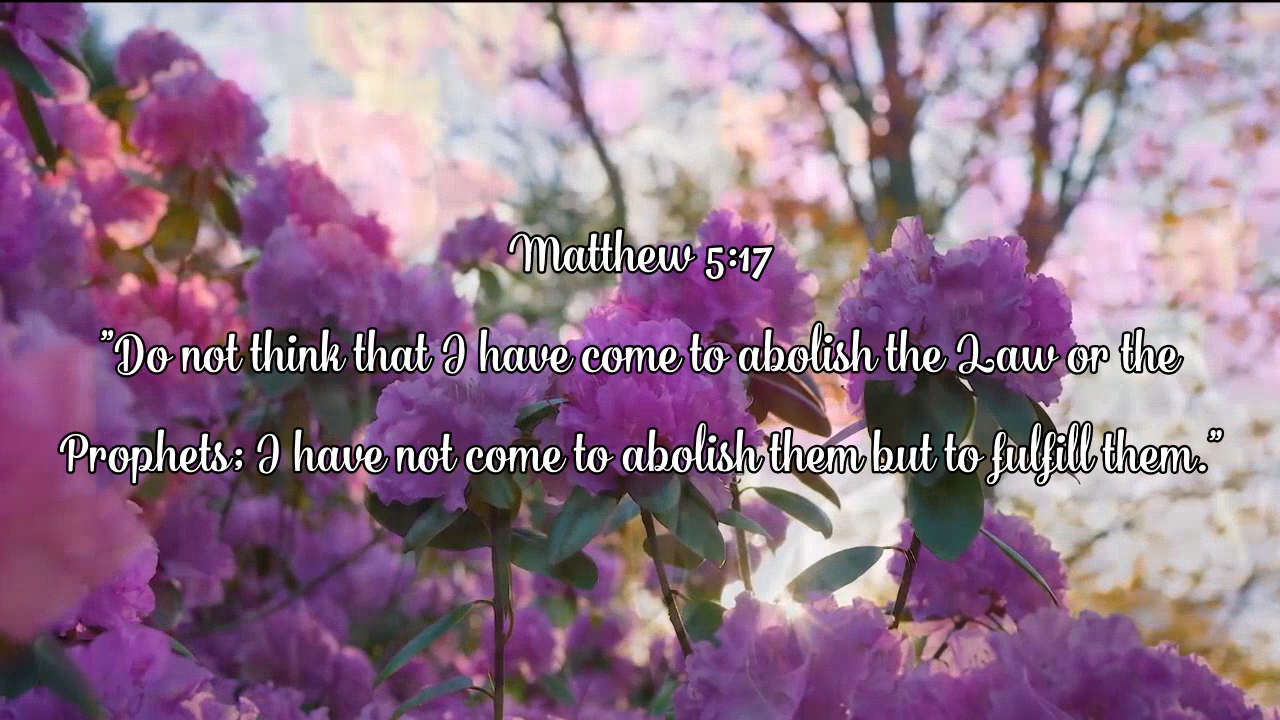 Matthew 5:17
"Do not think that I have come to abolish the Law or the
Prophets; I have not come to abolish them but to fulfill them."